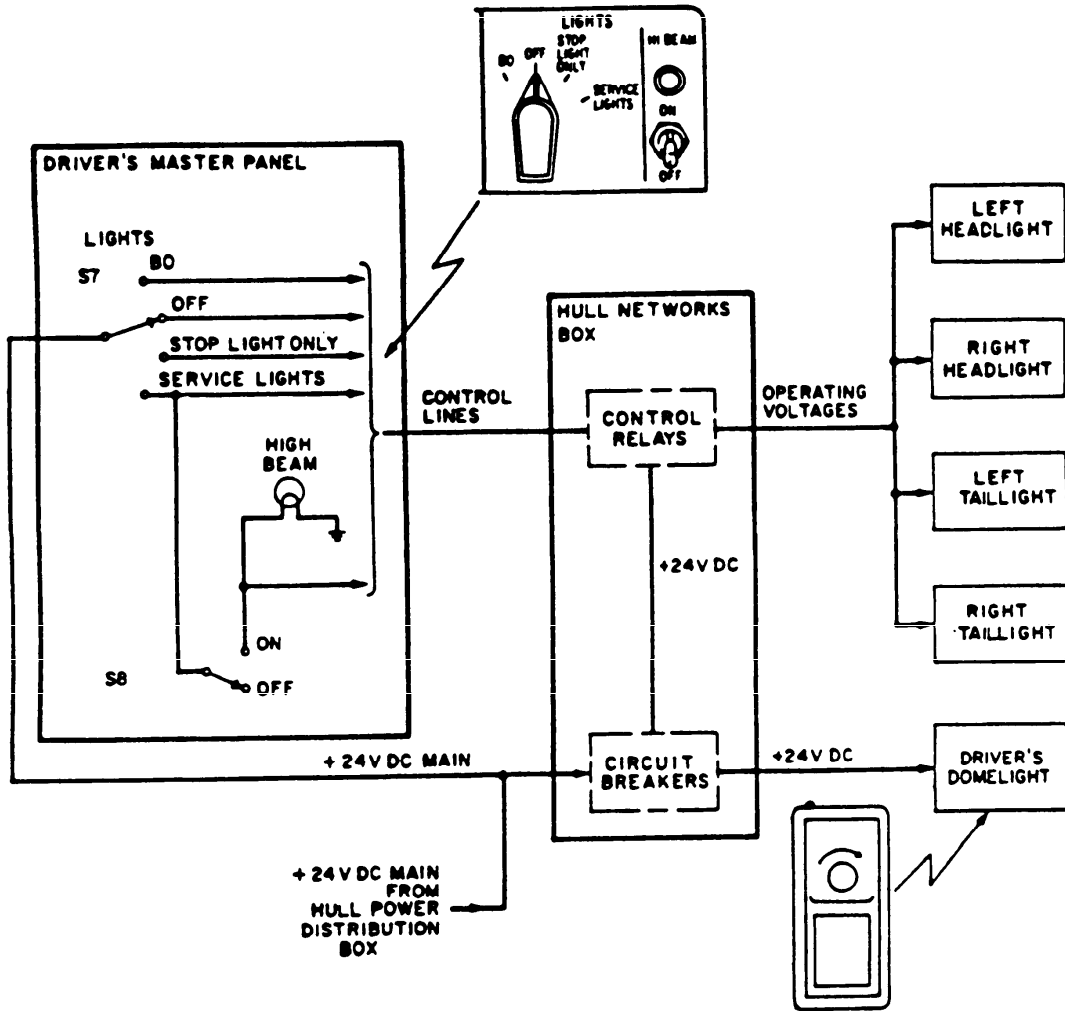 LIGHTS
BO
OFF
STOP
LIGHT
ONLY
SERVICE
LIGHTS
HI BEAM
ON
OFF
DRIVER'S MASTER PANEL
LIGHTS
S7
BO
OFF
STOP LIGHT ONLY
SERVICE LIGHTS
HIGH
BEAM
ON
S8
OFF
CONTROL
LINES
HULL NETWORKS
BOX
CONTROL
RELAYS
+24V DC
CIRCUIT
BREAKERS
OPERATING
VOLTAGES
LEFT
HEADLIGHT
RIGHT
HEADLIGHT
LEFT
TAILLIGHT
RIGHT
TAILLIGHT
+24V DC
DRIVER'S
DOMELIGHT
+ 24V DC MAIN
+ 24V DC MAIN
FROM
HULL POWER
DISTRIBUTION
BOX